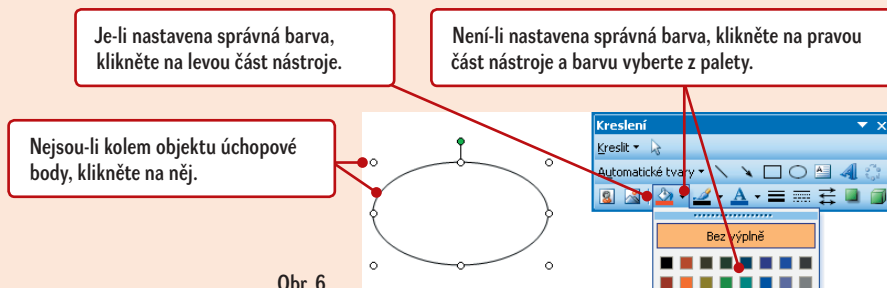 Je-li nastavena správná barva,
klikněte na levou část nástroje.
Není-li nastavena správná barva, klikněte na pravou
část nástroje a barvu vyberte z palety.
Nejsou-li kolem objektu úchopové
body, klikněte na něj.
Kreslení
Kreslit
Automatické tvary
Bez výplně
Obr. 6